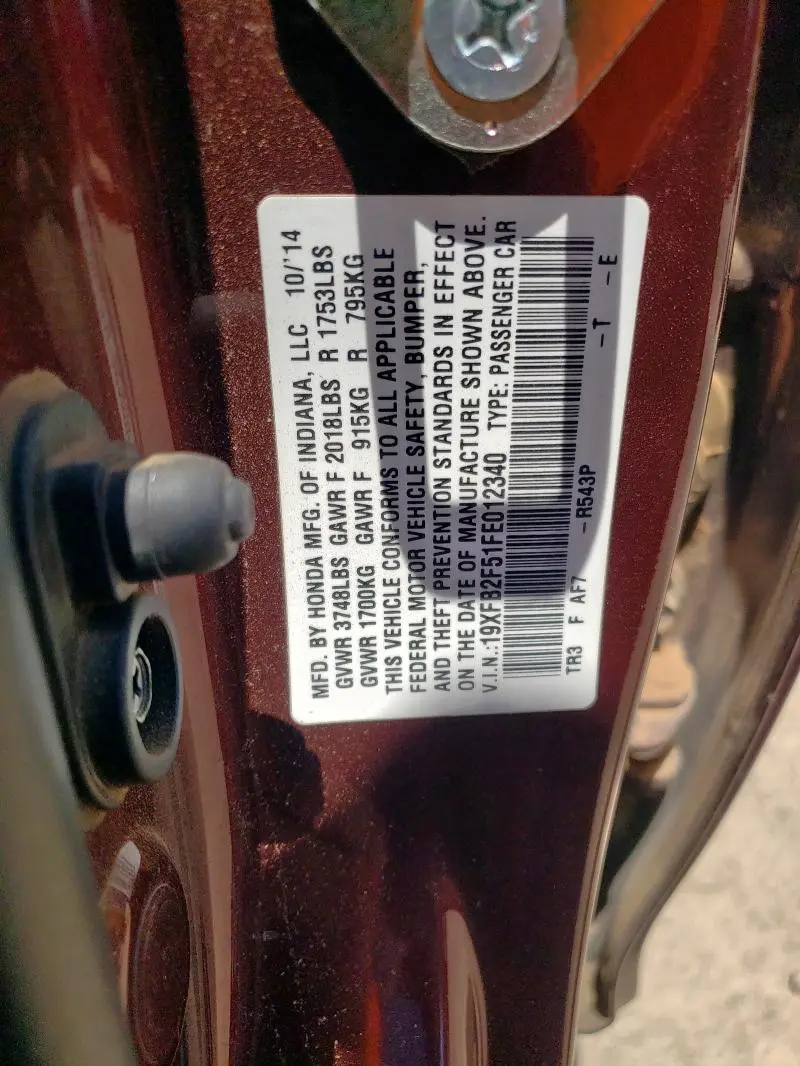 MFD. BY HONDA MFG. OF INDIANA, LLC 10/'14
GVWR 3748LBS GAWR F 2018LBS R 1753LBS
GVWR 1700KG GAWR F 915KG R 795KG
THIS VEHICLE CONFORMS TO ALL APPLICABLE
FEDERAL MOTOR VEHICLE SAFETY, BUMPER,
AND THEFT PREVENTION STANDARDS IN EFFECT
ON THE DATE OF MANUFACTURE SHOWN ABOVE.
V.I.N.:19XFB2F51FE012340 TYPE: PASSENGER CAR
TR3 F AF7 -R543P -T -E